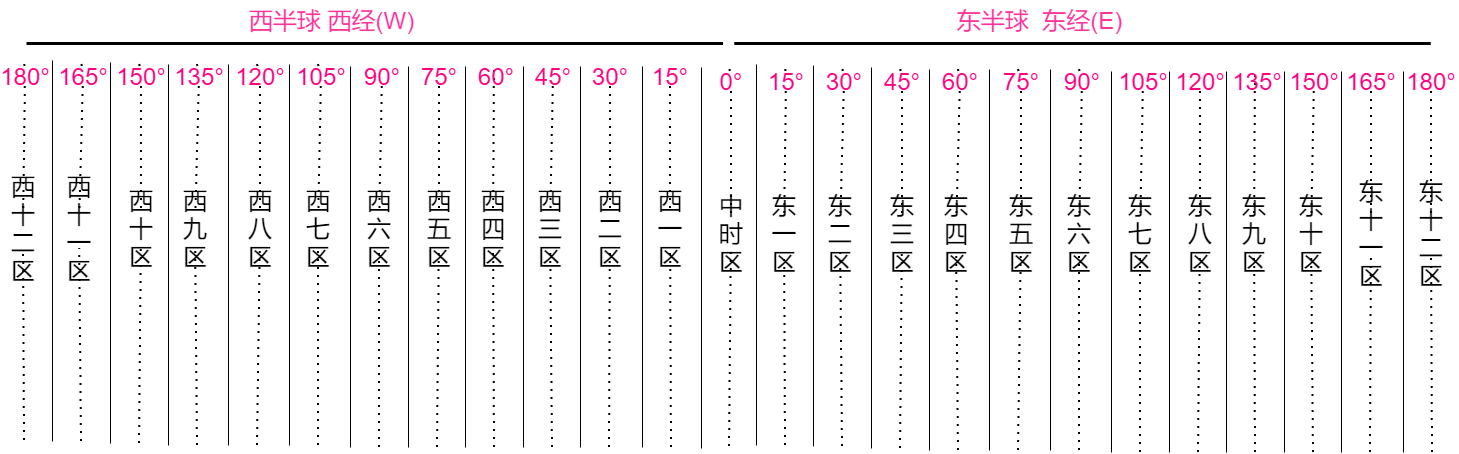 西半球 西经(W)
东半球 东经(E)
180° 165° 150° 135° 120° 105° 90° 75° 60° 45° 30° 15° 0° 15° 30° 45° 60° 75° 90° 105° 120° 135° 150° 165° 180°
西十二区
西十一区
西十区
西九区
西八区
西七区
西六区
西五区
西四区
西三区
西二区
西一区
中时区
东一区
东二区
东三区
东四区
东五区
东六区
东七区
东八区
东九区
东十区
东十一区
东十二区